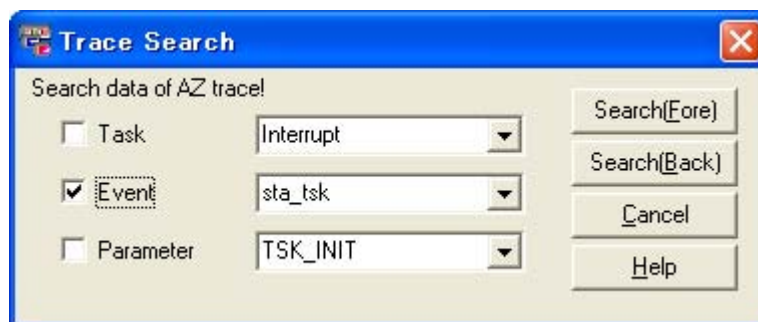 Trace Search
Search data of AZ trace!
Task Interrupt
Event sta_tsk
Parameter TSK_INIT
Search(Fore)
Search(Back)
Cancel
Help